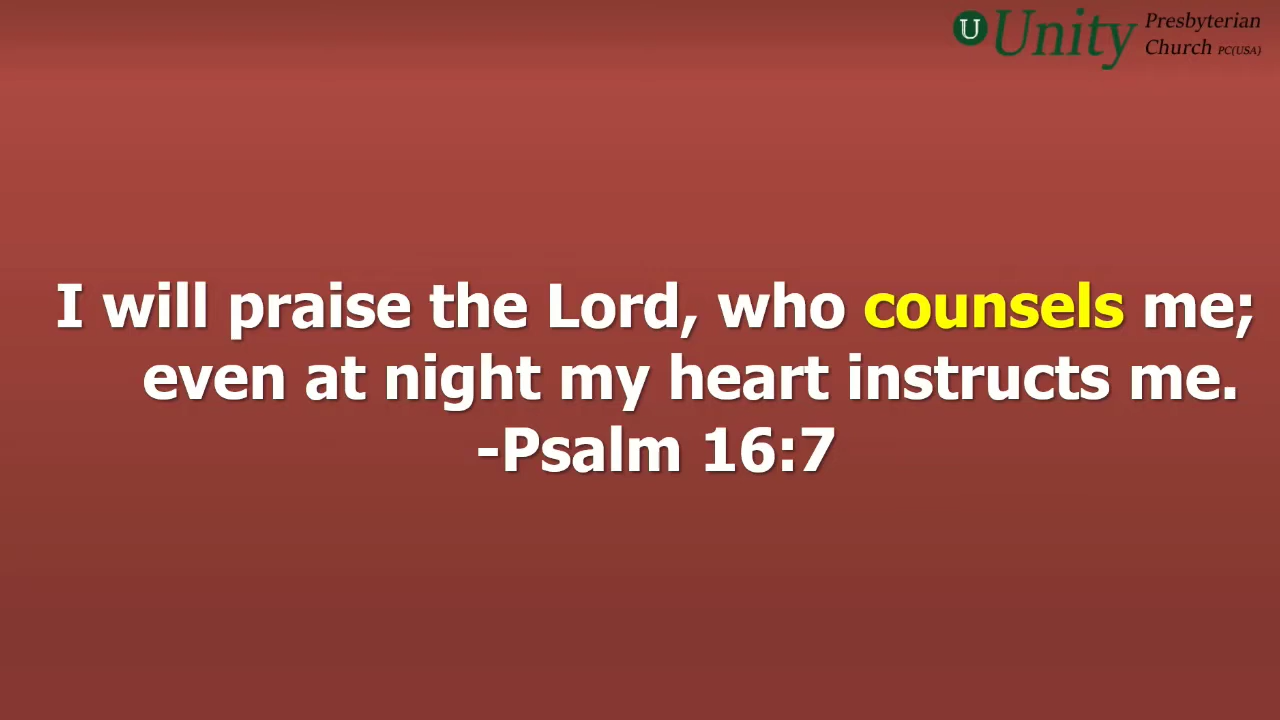 U Unity Presbyterian
Church PC(USA)
I will praise the Lord, who counsels me;
even at night my heart instructs me.
-Psalm 16:7